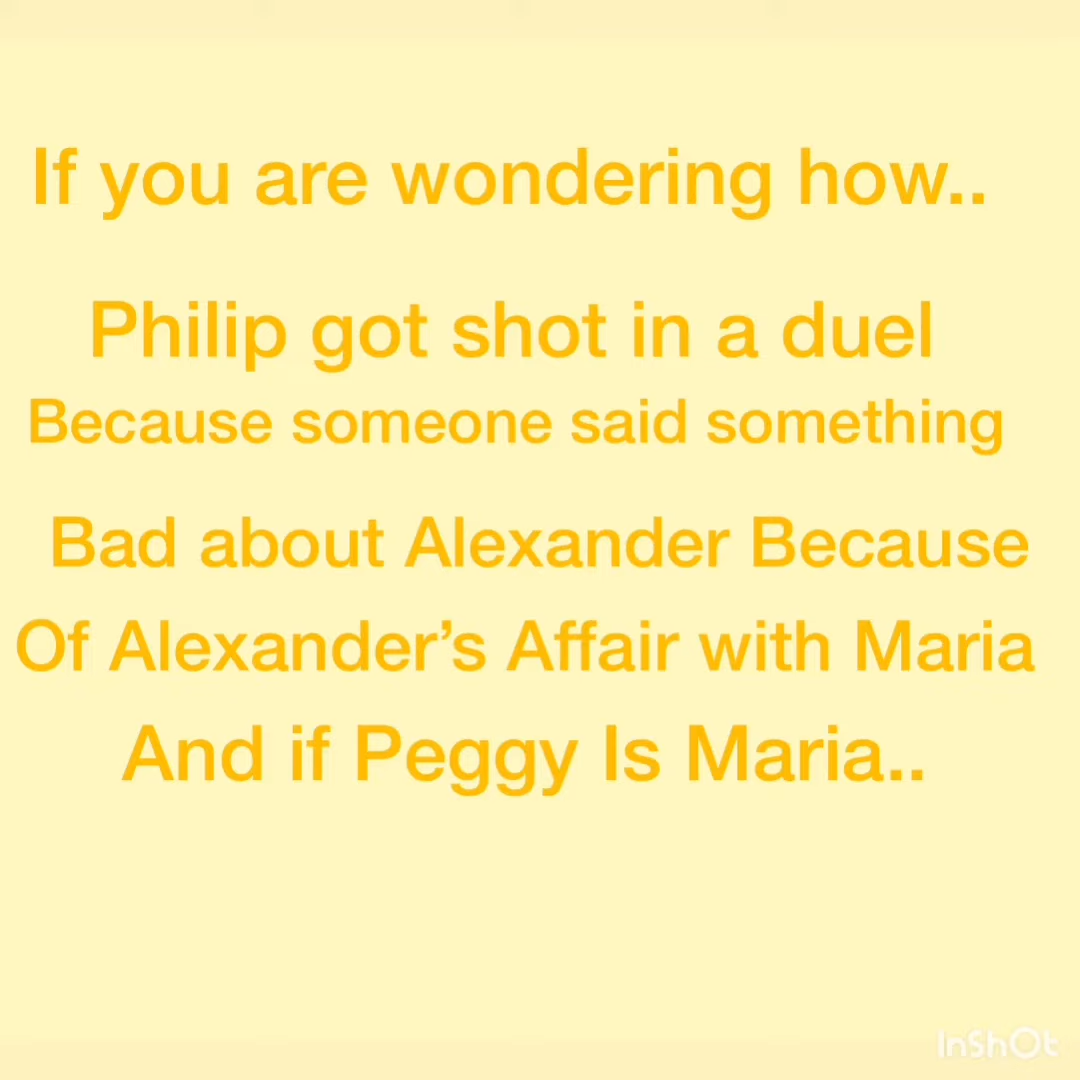 If you are wondering how..
Philip got shot in a duel
Because someone said something
Bad about Alexander Because
Of Alexander’s Affair with Maria
And if Peggy Is Maria..
InShOt